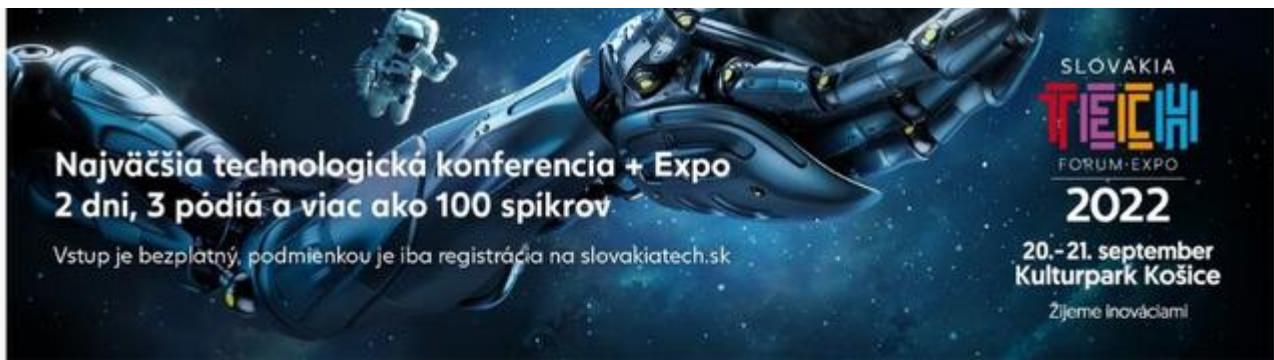 Najväčšia technologická konferencia + Expo
2 dni, 3 pódiá a viac ako 100 spíkrov
Vstup je bezplatný, podmienkou je iba registrácia na slovakiatech.sk
SLOVAKIA
TECH
FORUM·EXPO
2022
20.-21. september
Kulturpark Košice
Žijeme inováciami